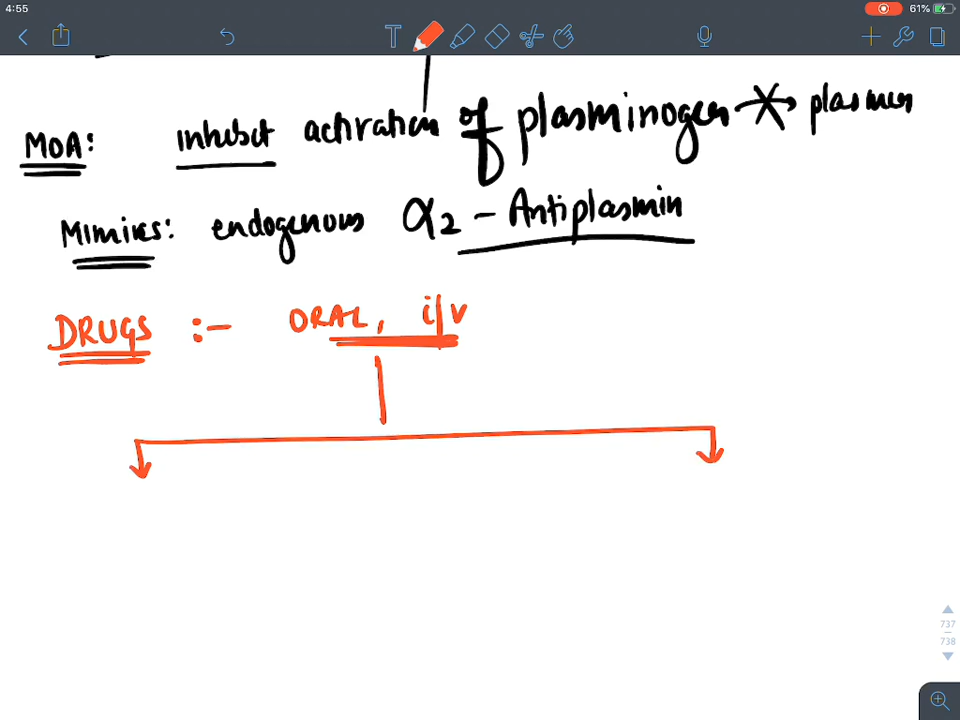 4:55
61%
T
MOA: inhibit activation of plasminogen plasmin
Mimics: endogenous α2 - Antiplasmin
DRUGS :- ORAL, i/v
737
738